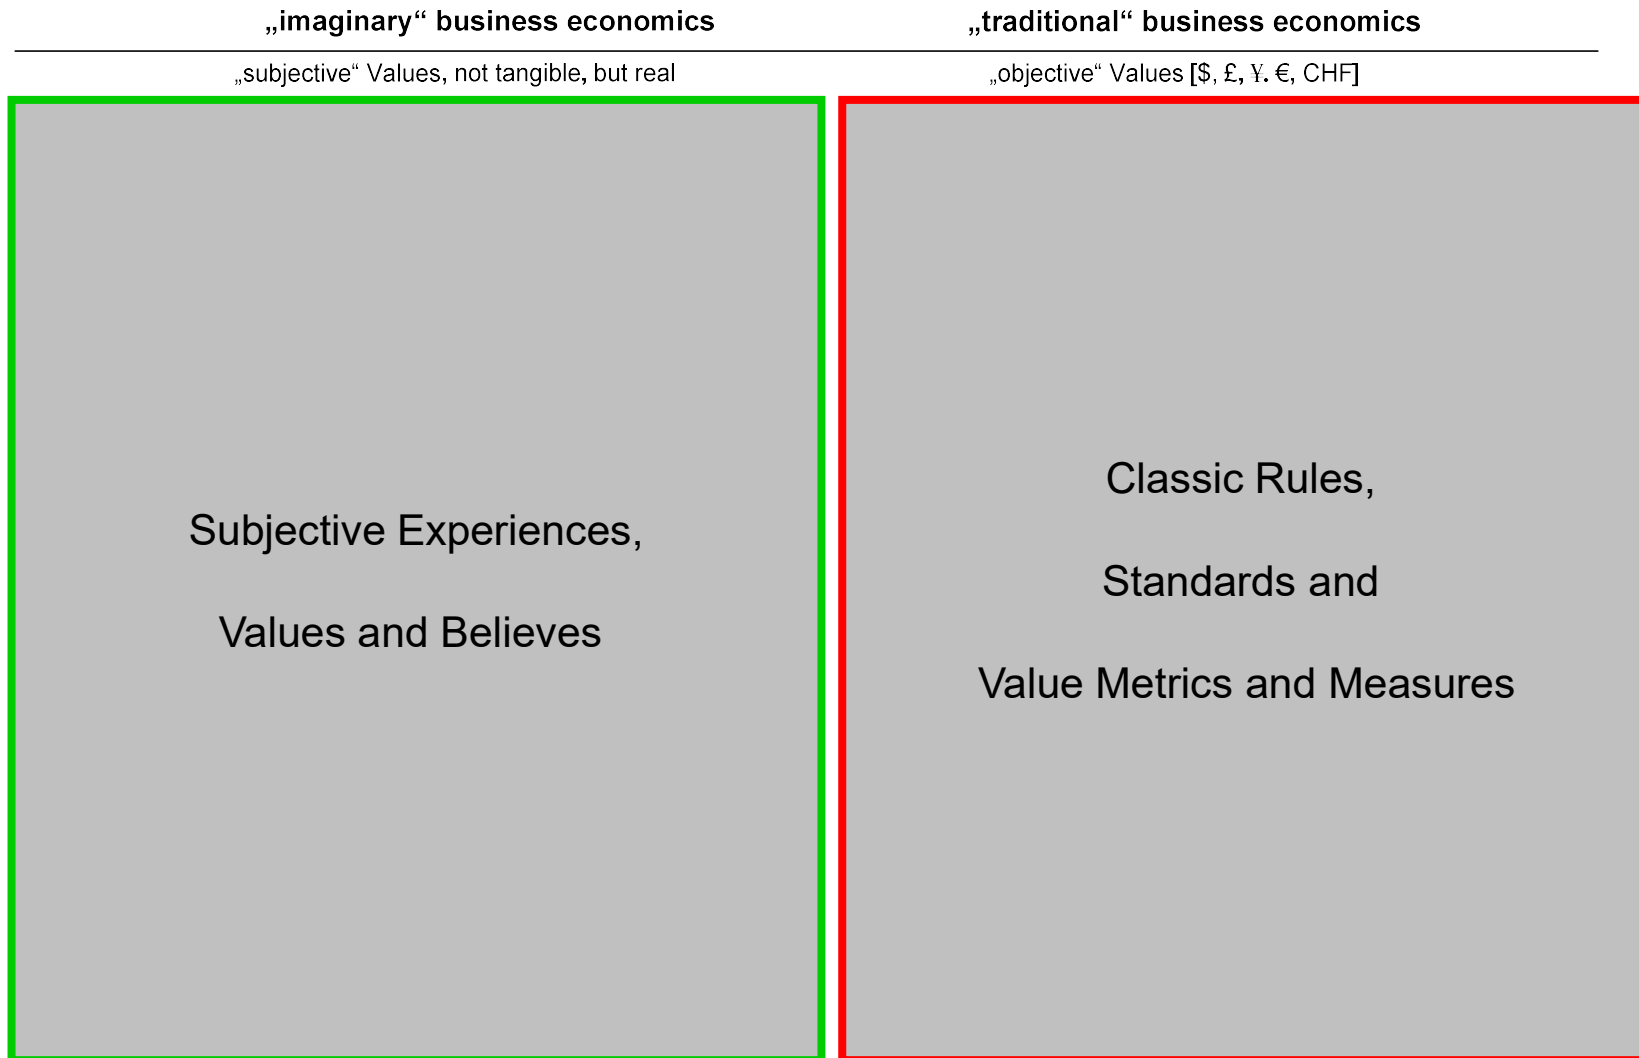 „imaginary“ business economics
„traditional“ business economics
„subjective“ Values, not tangible, but real
„objective“ Values [$, £, ¥. €, CHF]
Subjective Experiences,
Values and Believes
Classic Rules,
Standards and
Value Metrics and Measures